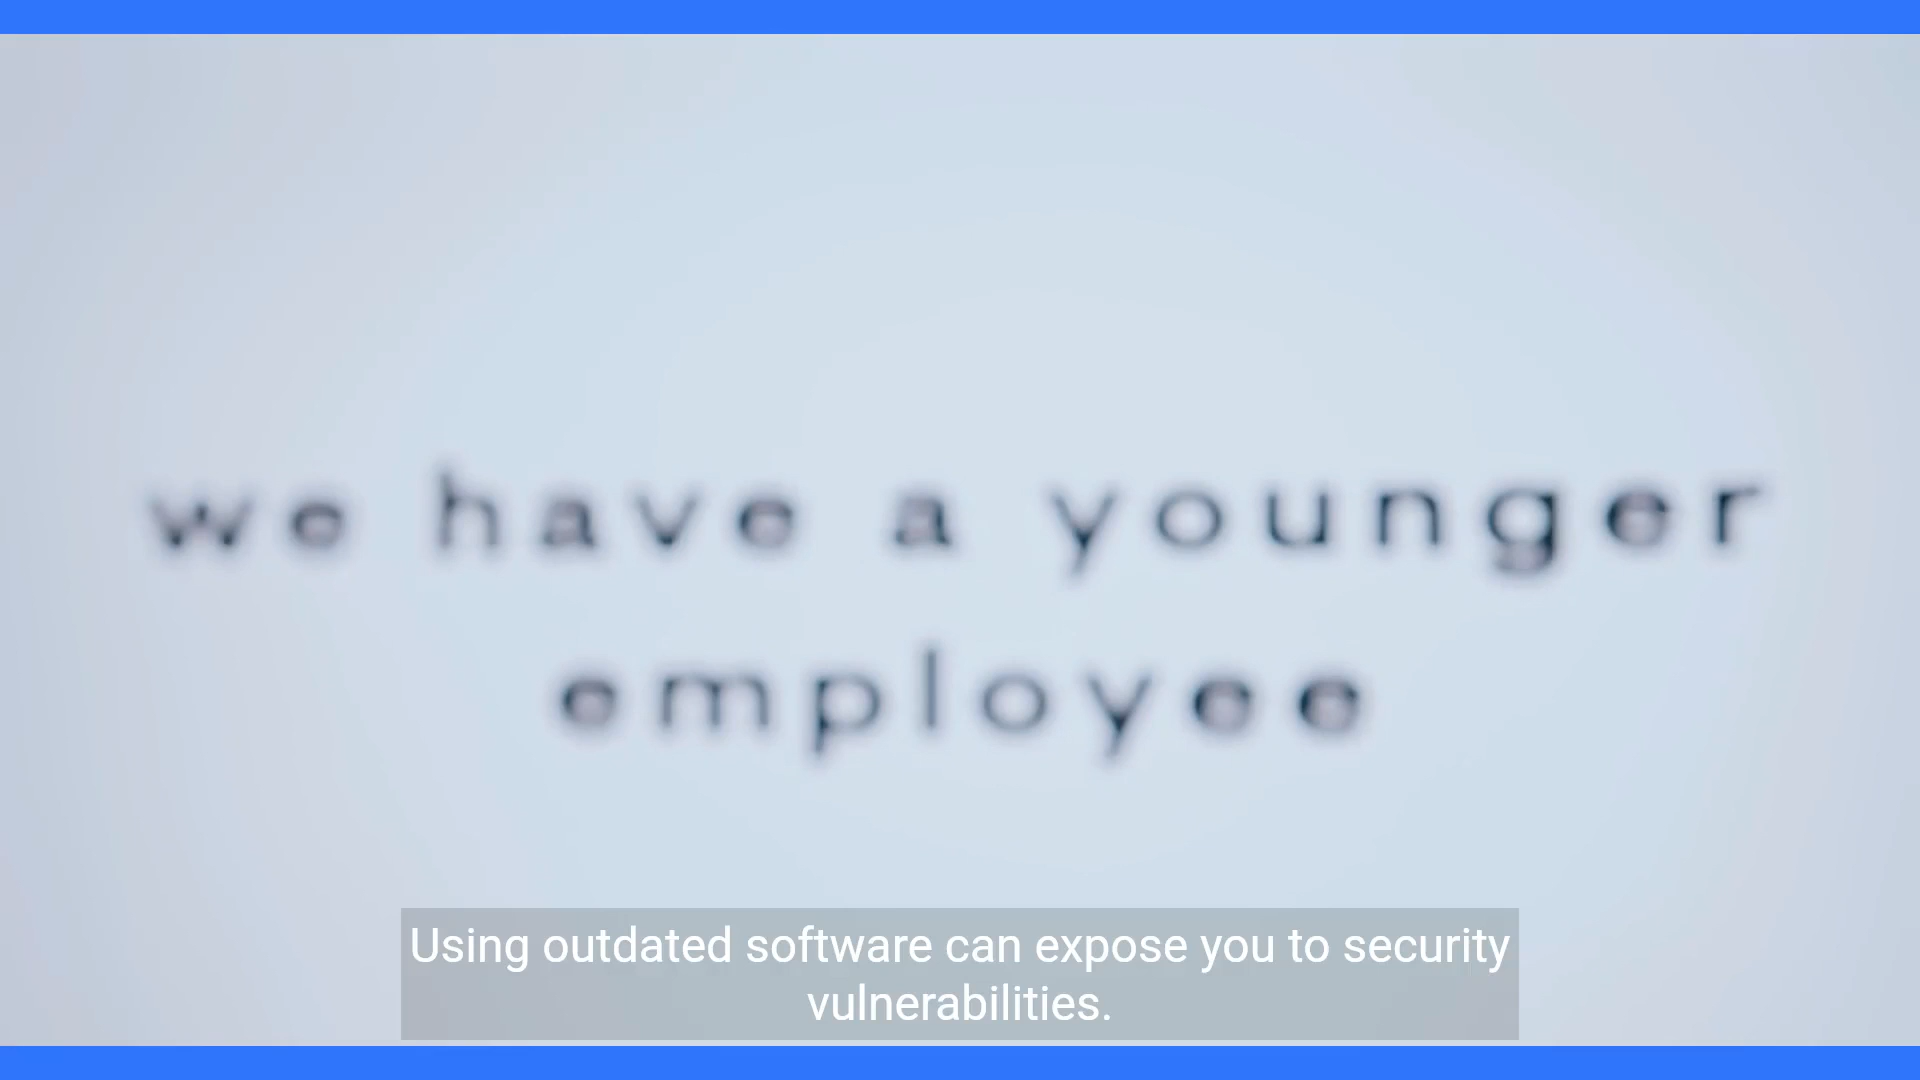 we have a younger
employee
Using outdated software can expose you to security
vulnerabilities.